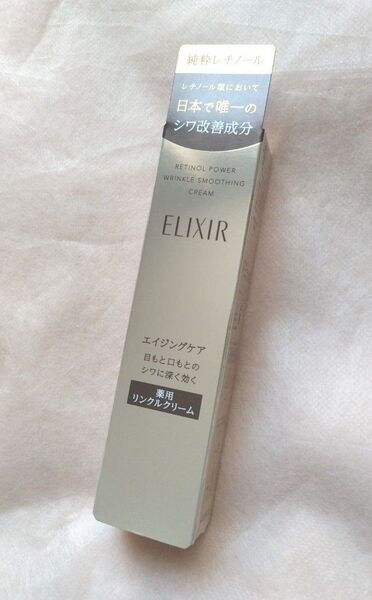 純粋レチノール
レチノール類において
日本で唯一の
シワ改善成分
RETINOL POWER
WRINKLE SMOOTHING
CREAM
ELIXIR
エイジングケア
目もと口もとの
シワに深く効く
薬用
リンクルクリーム